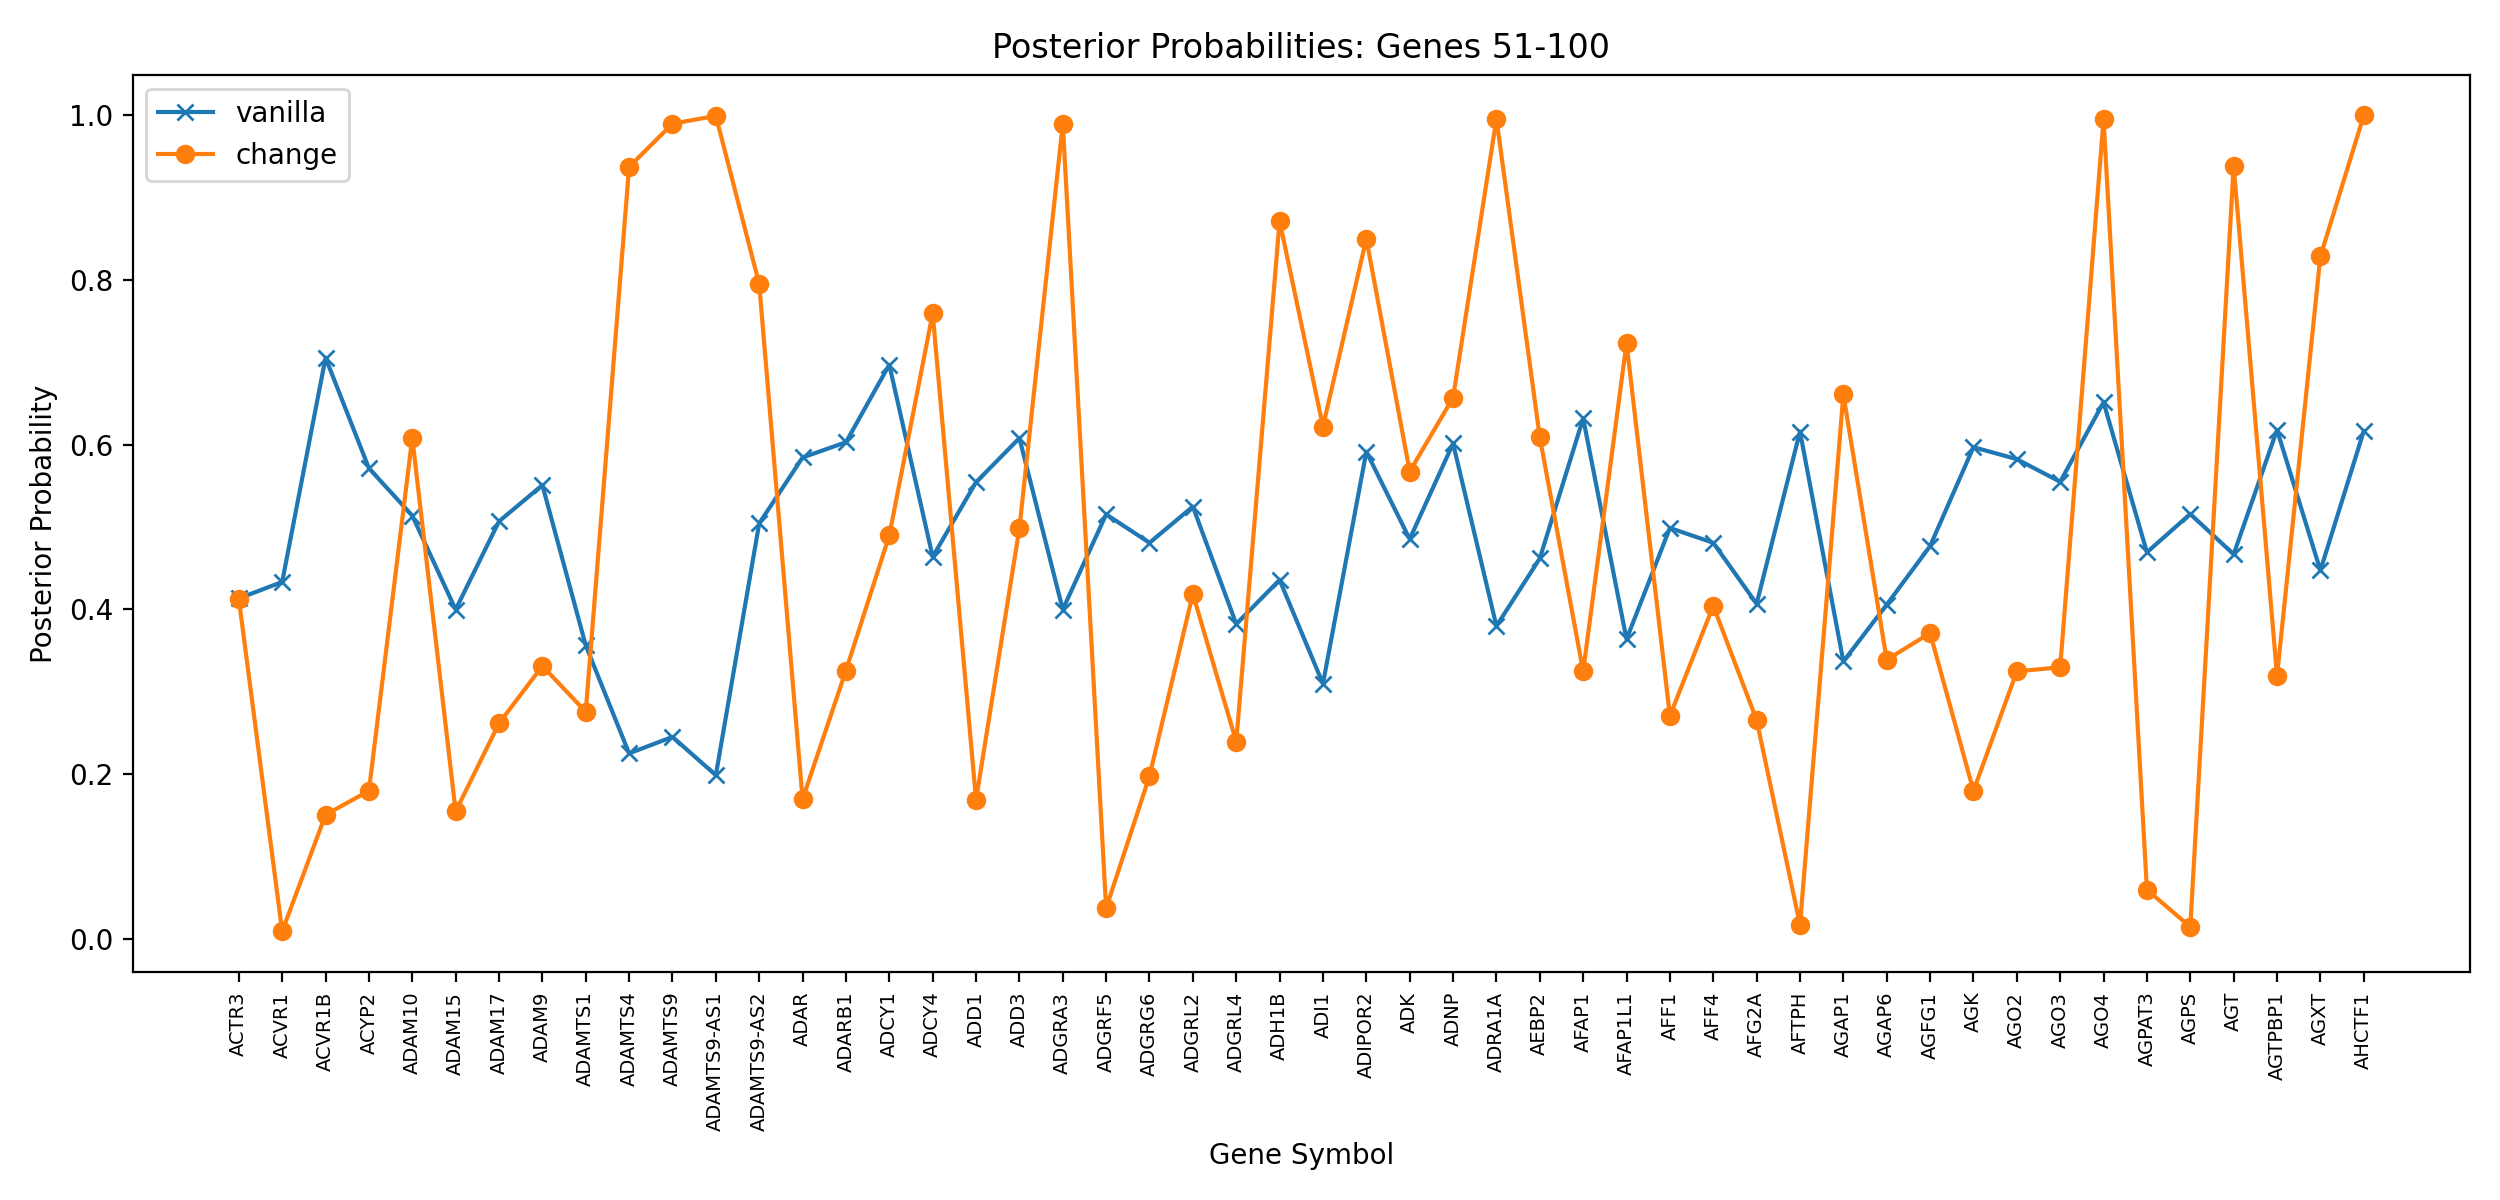 Posterior Probabilities: Genes 51-100
vanilla
change
Posterior Probability
1.0
0.8
0.6
0.4
0.2
0.0
ACTR3
ACVR1
ACVR1B
ACYP2
ADAM10
ADAM15
ADAM17
ADAM9
ADAMTS1
ADAMTS4
ADAMTS9
ADAMTS9-AS1
ADAMTS9-AS2
ADAR
ADARB1
ADCY1
ADCY4
ADD1
ADD3
ADGRA3
ADGRF5
ADGRG6
ADGRL2
ADGRL4
ADH1B
ADI1
ADIPOR2
ADK
ADNP
ADRA1A
AEBP2
AFAP1
AFAP1L1
AFF1
AFF4
AFG2A
AFTPH
AGAP1
AGAP6
AGFG1
AGK
AGO2
AGO3
AGO4
AGPAT3
AGPS
AGT
AGTPBP1
AGXT
AHCTF1
Gene Symbol